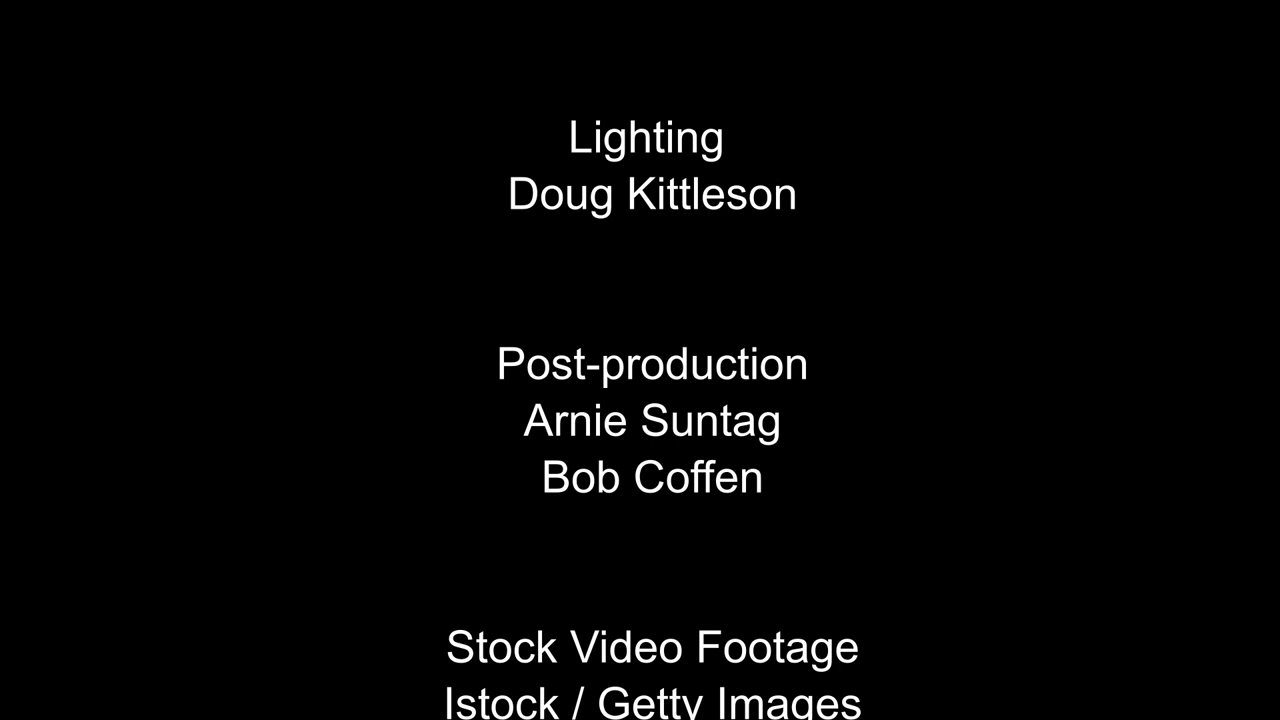 Lighting
Doug Kittleson
Post-production
Arnie Suntag
Bob Coffen
Stock Video Footage
Istock / Getty Images